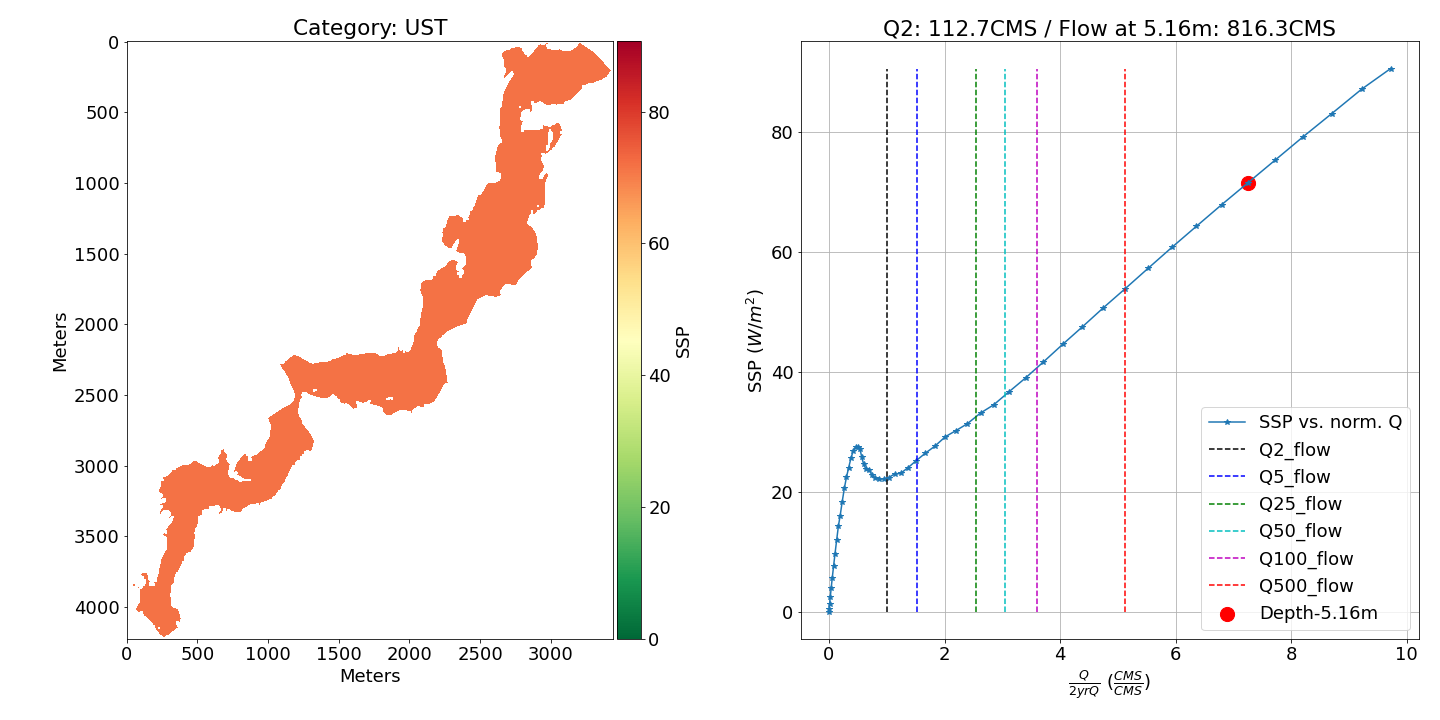 Category: UST
0
500
1000
1500
2000
2500
3000
3500
4000
Meters
0 500 1000 1500 2000 2500 3000
Meters
80
60
40
20
0
SSP
Q2: 112.7CMS / Flow at 5.16m: 816.3CMS
80
60
40
20
0
SSP (W/m²)
0 2 4 6 8 10
Q/2yrQ (CMS/CMS)
SSP vs. norm. Q
Q2_flow
Q5_flow
Q25_flow
Q50_flow
Q100_flow
Q500_flow
Depth-5.16m